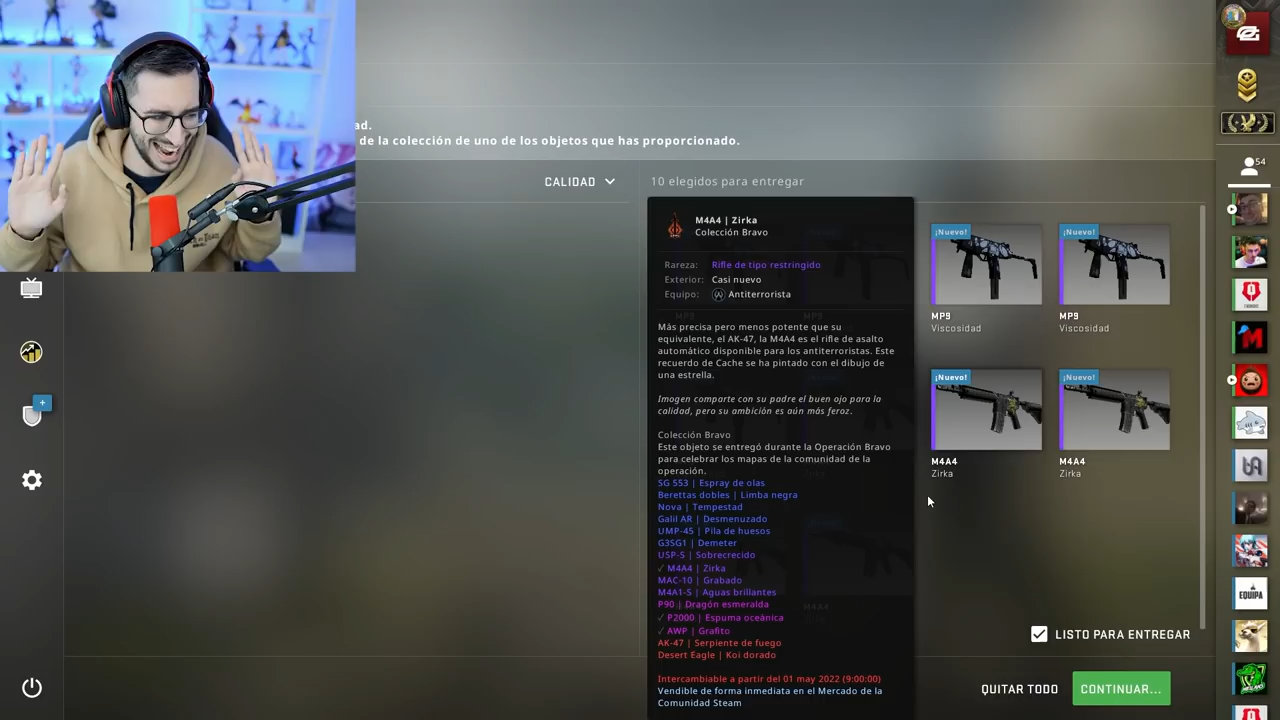 ad.
de la colección de uno de los objetos que has proporcionado.
CALIDAD
10 elegidos para entregar
54
M4A4 | Zirka
Colección Bravo
Rareza: Rifle de tipo restringido
Exterior: Casi nuevo
Equipo: Antiterrorista
Más precisa pero menos potente que su
equivalente, el AK-47, la M4A4 es el rifle de asalto
automático disponible para los antiterroristas. Este
recuerdo de Cache se ha pintado con el dibujo de
una estrella.
Imogen comparte con su padre el buen ojo para la
calidad, pero su ambición es aún más feroz.
Colección Bravo
Este objeto se entregó durante la Operación Bravo
para celebrar los mapas de la comunidad de la
operación.
SG 553 | Espray de olas
Berettas dobles | Limba negra
Nova | Tempestad
Galil AR | Desmenuzado
UMP-45 | Pila de huesos
G3SG1 | Demeter
USP-S | Sobrecrecido
✓ M4A4 | Zirka
MAC-10 | Grabado
M4A1-S | Aguas brillantes
P90 | Dragón esmeralda
✓ P2000 | Espuma oceánica
✓ AWP | Grafito
AK-47 | Serpiente de fuego
Desert Eagle | Koi dorado
Intercambiable a partir del 01 may 2022 (9:00:00)
Vendible de forma inmediata en el Mercado de la
Comunidad Steam
¡Nuevo!
MP9
Viscosidad
¡Nuevo!
MP9
Viscosidad
¡Nuevo!
M4A4
Zirka
¡Nuevo!
M4A4
Zirka
MP9
MP9
M4A4
LISTO PARA ENTREGAR
QUITAR TODO
CONTINUAR...
EQUIPA